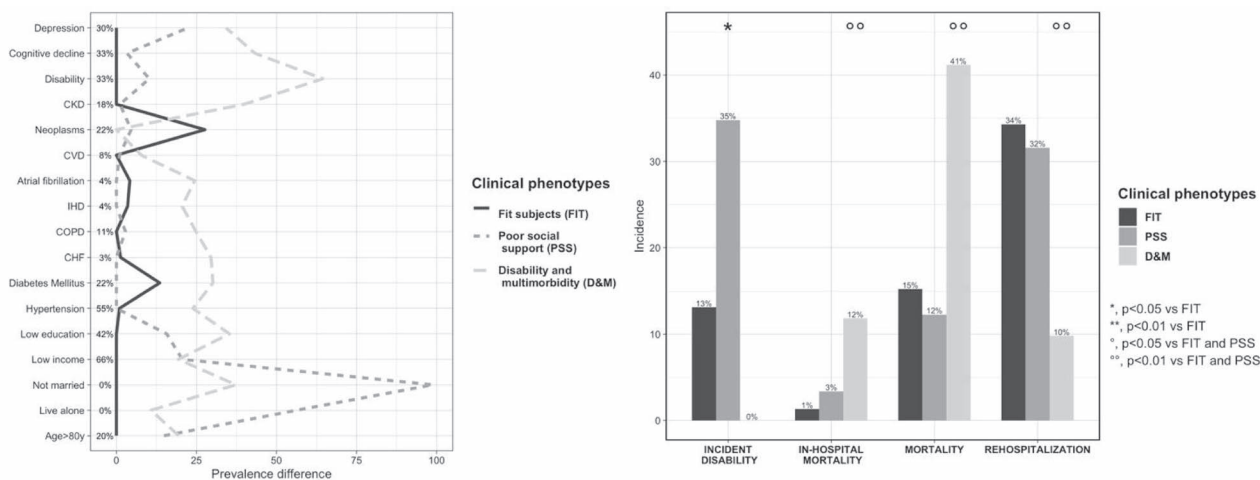 Depression 30%
Cognitive decline 33%
Disability 33%
CKD 18%
Neoplasms 22%
CVD 8%
Atrial fibrillation 4%
IHD 4%
COPD 11%
CHF 3%
Diabetes Mellitus 22%
Hypertension 55%
Low education 42%
Low income 66%
Not married 0%
Live alone 0%
Age>80y 20%
0 25 50 75 100
Prevalence difference
Clinical phenotypes
Fit subjects (FIT)
Poor social
support (PSS)
Disability and
multimorbidity (D&M)
* °° °° °°
40
30
20
10
0
Incidence
13% 35% 0%
1% 3% 12%
15% 12% 41%
34% 32% 10%
INCIDENT
DISABILITY
IN-HOSPITAL
MORTALITY
MORTALITY
REHOSPITALIZATION
Clinical phenotypes
FIT
PSS
D&M
*, p<0.05 vs FIT
**, p<0.01 vs FIT
°, p<0.05 vs FIT and PSS
°°, p<0.01 vs FIT and PSS